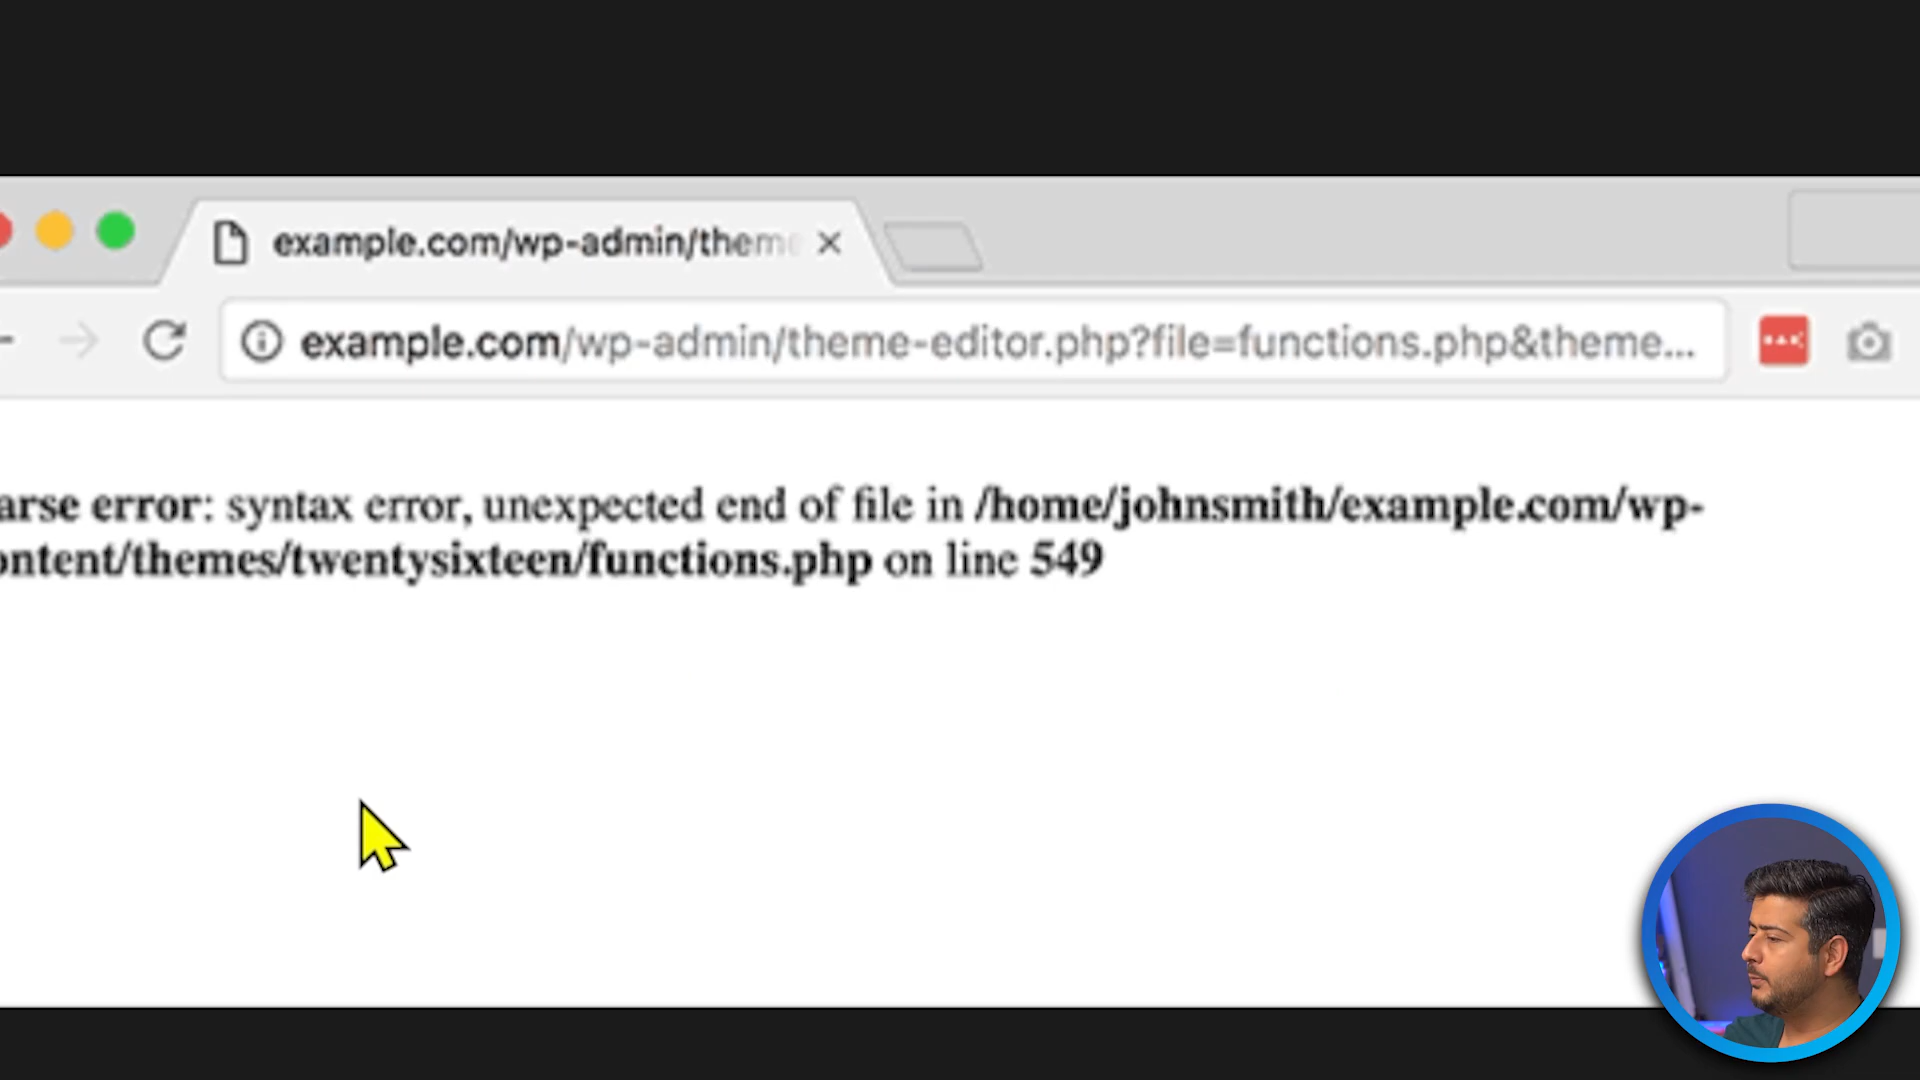 example.com/wp-admin/theme
example.com/wp-admin/theme-editor.php?file=functions.php&theme...
arse error: syntax error, unexpected end of file in /home/johnsmith/example.com/wp-
ontent/themes/twentysixteen/functions.php on line 549